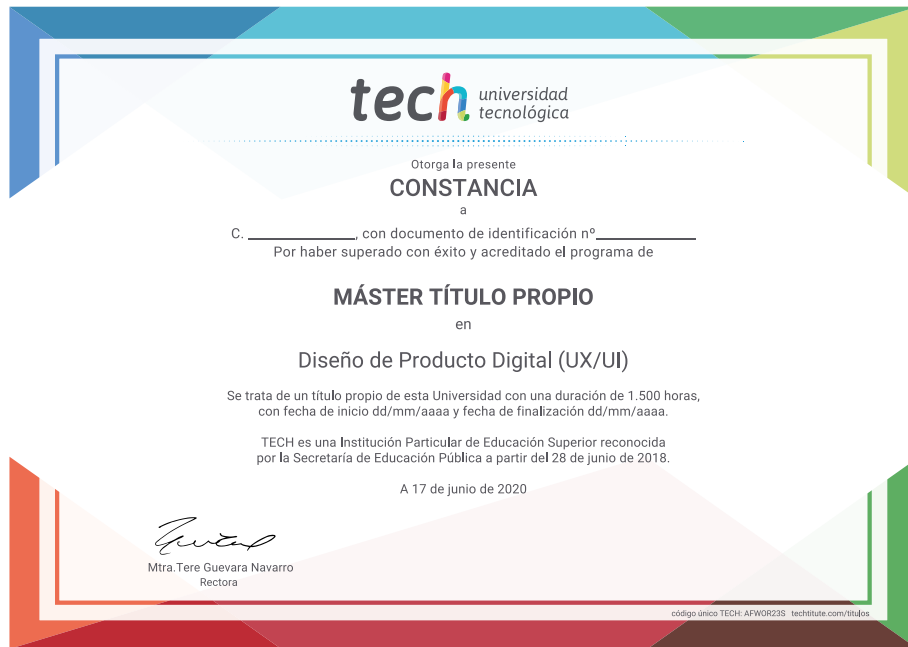 tech universidad
tecnológica
Otorga la presente
CONSTANCIA
a
C. ____________, con documento de identificación nº____________
Por haber superado con éxito y acreditado el programa de
MÁSTER TÍTULO PROPIO
en
Diseño de Producto Digital (UX/UI)
Se trata de un título propio de esta Universidad con una duración de 1.500 horas,
con fecha de inicio dd/mm/aaaa y fecha de finalización dd/mm/aaaa.
TECH es una Institución Particular de Educación Superior reconocida
por la Secretaría de Educación Pública a partir del 28 de junio de 2018.
A 17 de junio de 2020
Mtra.Tere Guevara Navarro
Rectora
código único TECH: AFWOR23S techtitute.com/titulos